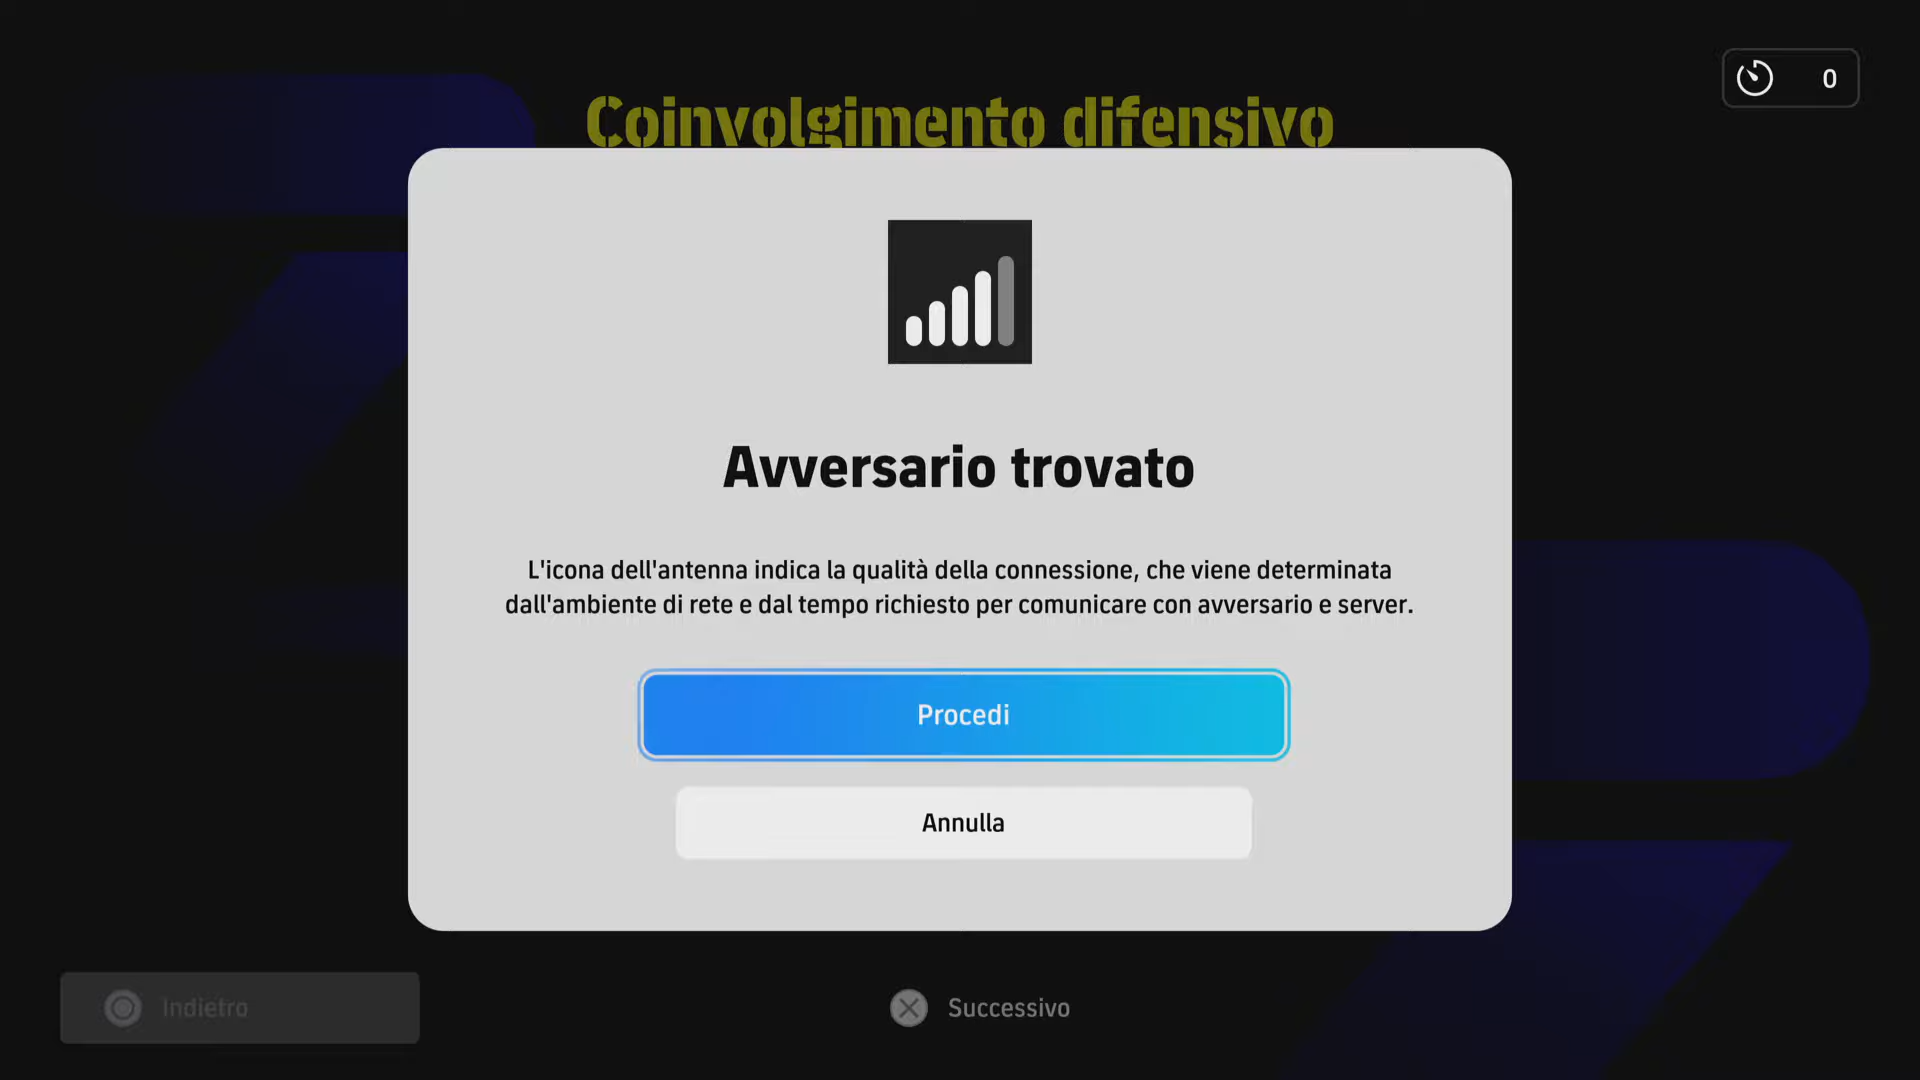 0
Coinvolgimento difensivo
Avversario trovato
L'icona dell'antenna indica la qualità della connessione, che viene determinata
dall'ambiente di rete e dal tempo richiesto per comunicare con avversario e server.
Procedi
Annulla
Indietro
Successivo